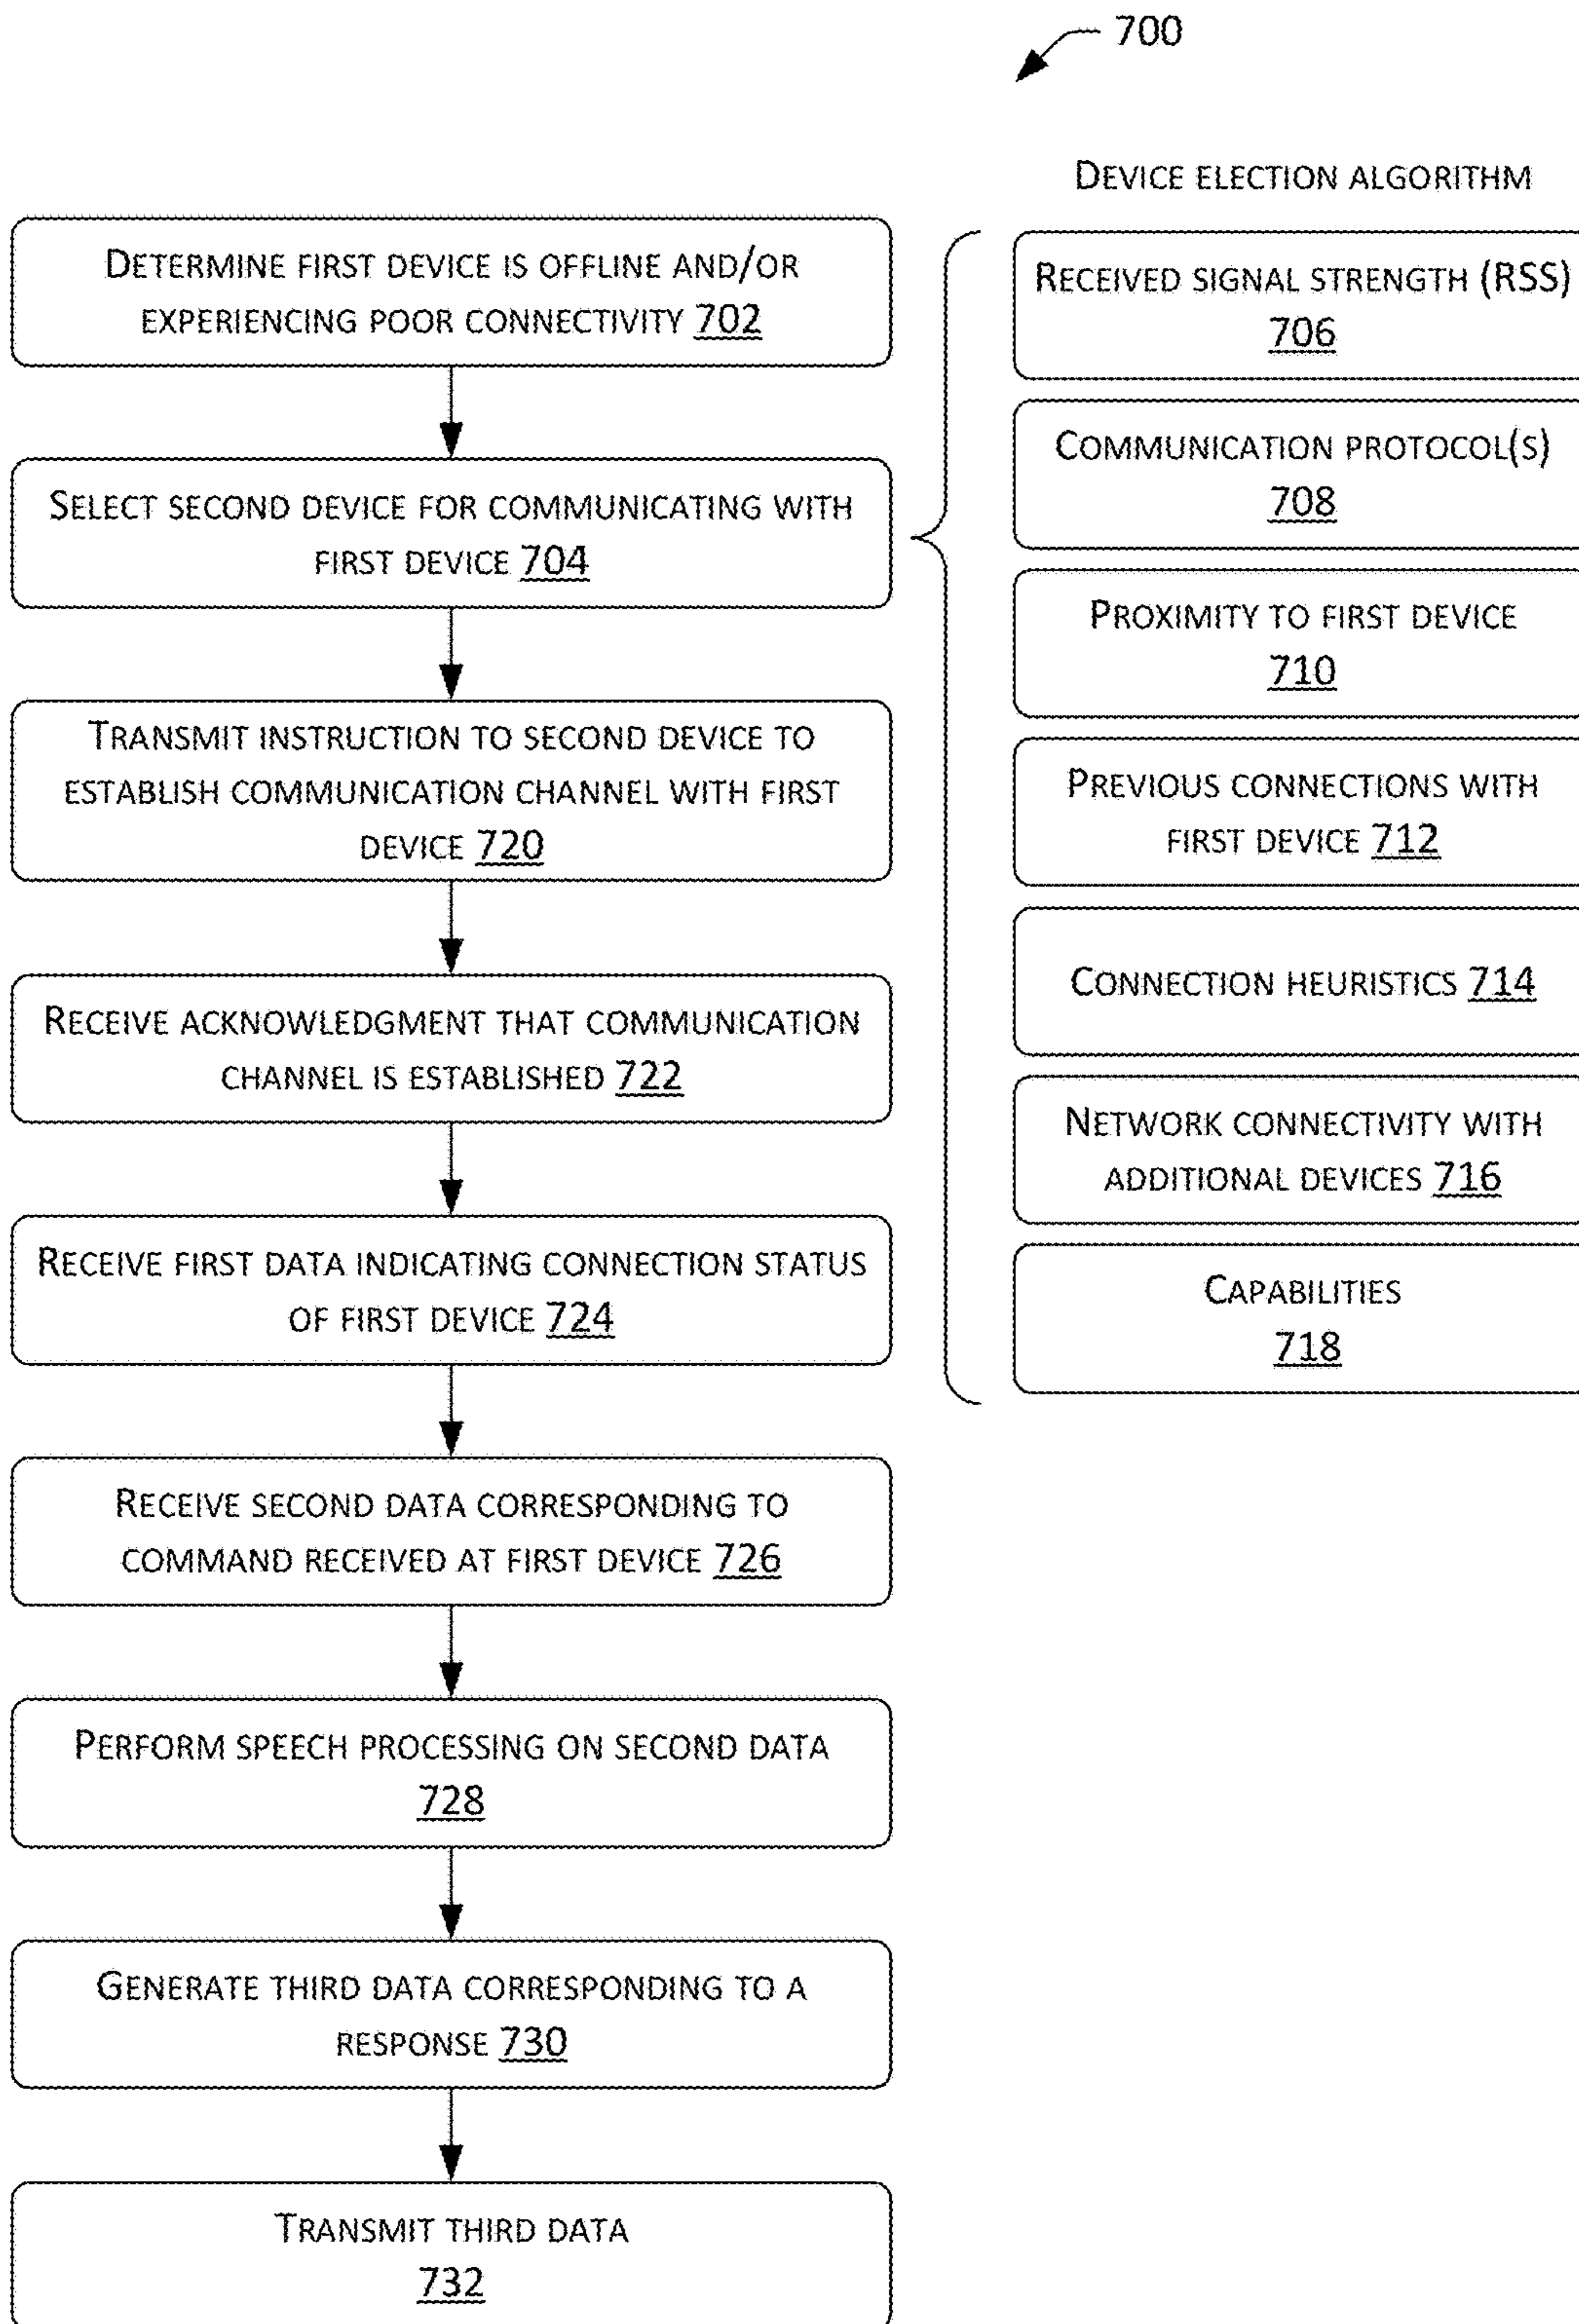 700
DETERMINE FIRST DEVICE IS OFFLINE AND/OR
EXPERIENCING POOR CONNECTIVITY 702
SELECT SECOND DEVICE FOR COMMUNICATING WITH
FIRST DEVICE 704
TRANSMIT INSTRUCTION TO SECOND DEVICE TO
ESTABLISH COMMUNICATION CHANNEL WITH FIRST
DEVICE 720
RECEIVE ACKNOWLEDGMENT THAT COMMUNICATION
CHANNEL IS ESTABLISHED 722
RECEIVE FIRST DATA INDICATING CONNECTION STATUS
OF FIRST DEVICE 724
RECEIVE SECOND DATA CORRESPONDING TO
COMMAND RECEIVED AT FIRST DEVICE 726
PERFORM SPEECH PROCESSING ON SECOND DATA
728
GENERATE THIRD DATA CORRESPONDING TO A
RESPONSE 730
TRANSMIT THIRD DATA
732
DEVICE ELECTION ALGORITHM
RECEIVED SIGNAL STRENGTH (RSS)
706
COMMUNICATION PROTOCOL(S)
708
PROXIMITY TO FIRST DEVICE
710
PREVIOUS CONNECTIONS WITH
FIRST DEVICE 712
CONNECTION HEURISTICS 714
NETWORK CONNECTIVITY WITH
ADDITIONAL DEVICES 716
CAPABILITIES
718